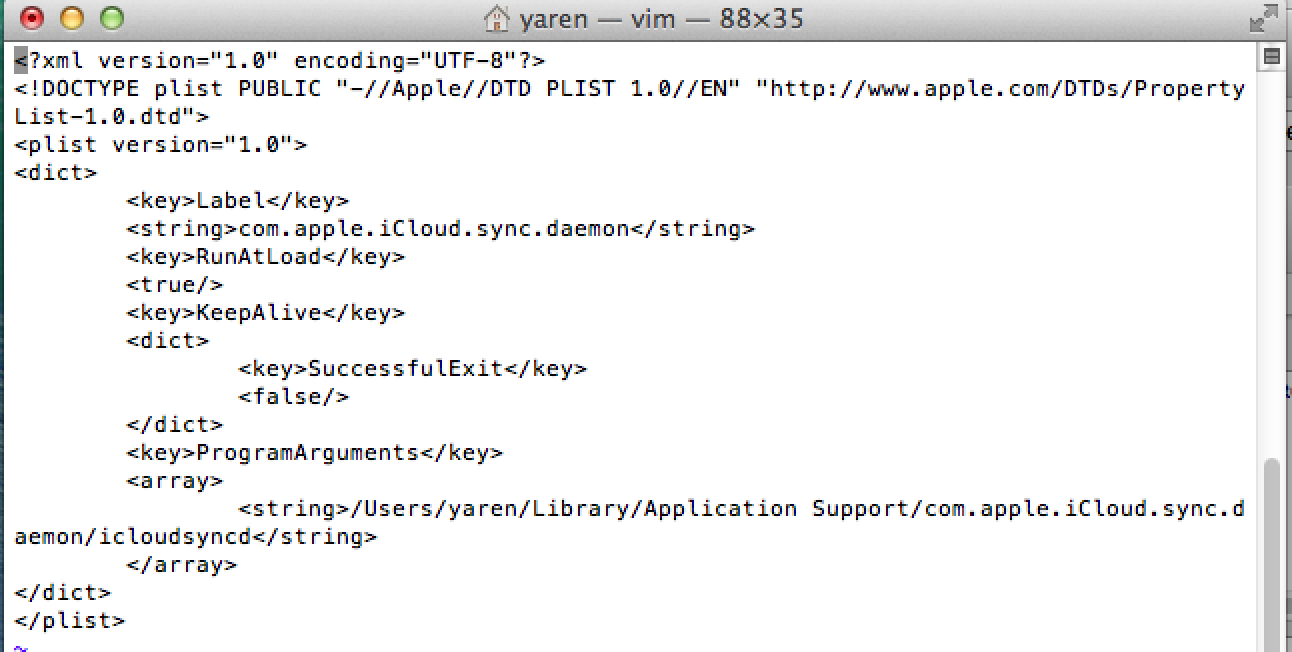 yaren — vim — 88×35
<?xml version="1.0" encoding="UTF-8"?>
<!DOCTYPE plist PUBLIC "-//Apple//DTD PLIST 1.0//EN" "http://www.apple.com/DTDs/Property
List-1.0.dtd">
<plist version="1.0">
<dict>
        <key>Label</key>
        <string>com.apple.iCloud.sync.daemon</string>
        <key>RunAtLoad</key>
        <true/>
        <key>KeepAlive</key>
        <dict>
                <key>SuccessfulExit</key>
                <false/>
        </dict>
        <key>ProgramArguments</key>
        <array>
                <string>/Users/yaren/Library/Application Support/com.apple.iCloud.sync.d
aemon/icloudsyncd</string>
        </array>
</dict>
</plist>
~